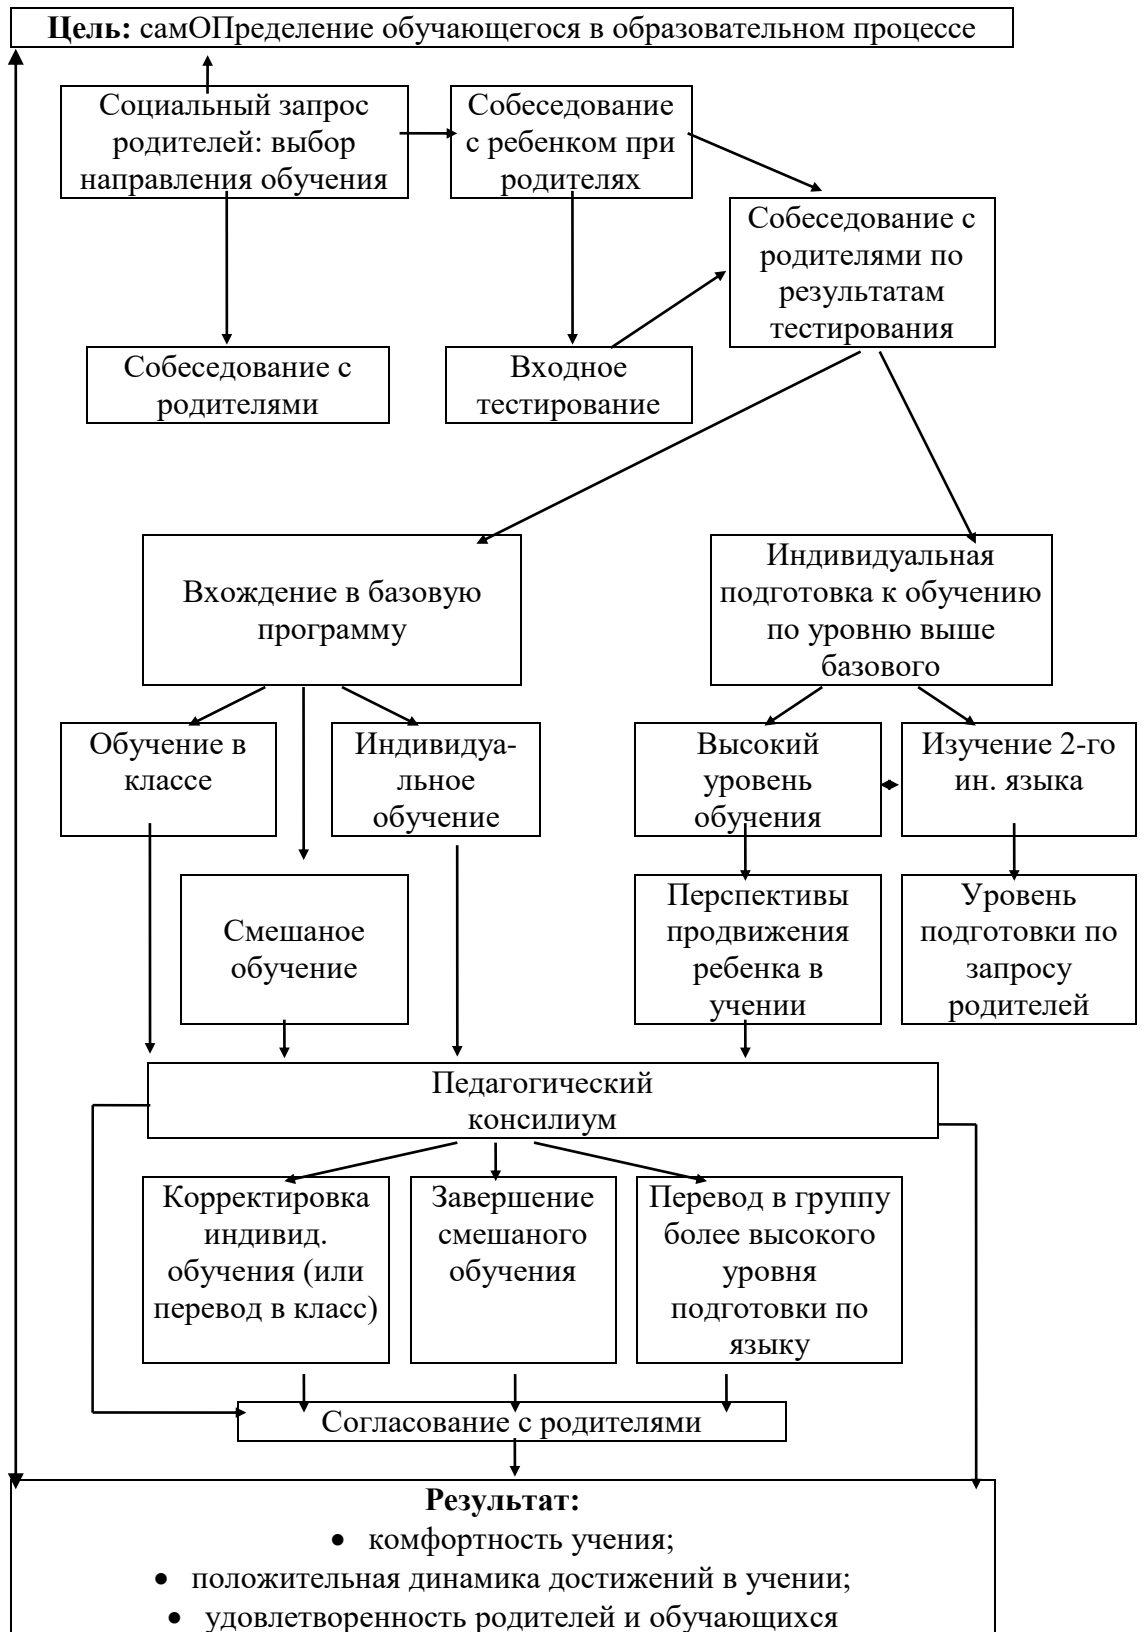 Цель: самОПределение обучающегося в образовательном процессе
Социальный запрос
родителей: выбор
направления обучения
Собеседование
с ребенком при
родителях
Собеседование с
родителями по
результатам
тестирования
Собеседование с
родителями
Входное
тестирование
Вхождение в базовую
программу
Индивидуальная
подготовка к обучению
по уровню выше
базового
Обучение в
классе
Индивидуа-
льное
обучение
Высокий
уровень
обучения
Изучение 2-го
ин. языка
Смешаное
обучение
Перспективы
продвижения
ребенка в
учении
Уровень
подготовки по
запросу
родителей
Педагогический
консилиум
Корректировка
индивид.
обучения (или
перевод в класс)
Завершение
смешаного
обучения
Перевод в группу
более высокого
уровня
подготовки по
языку
Согласование с родителями
Результат:
• комфортность учения;
• положительная динамика достижений в учении;
• удовлетворенность родителей и обучающихся